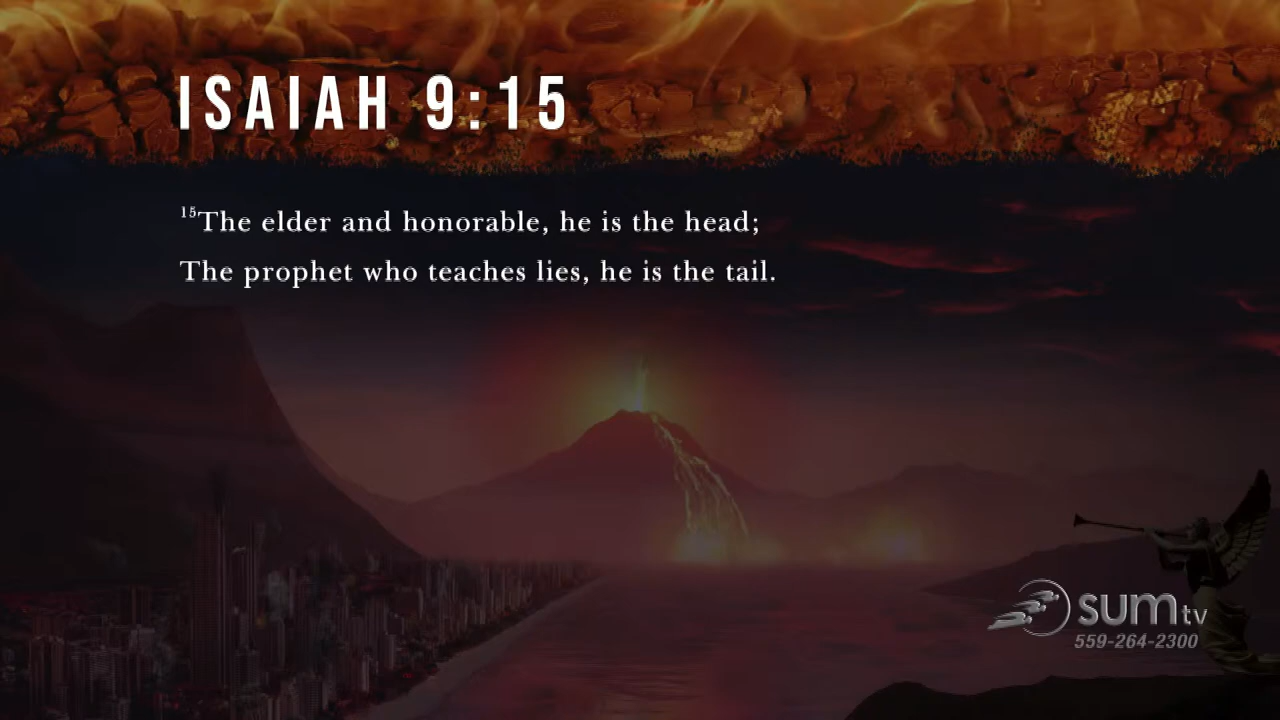 ISAIAH 9:15
15The elder and honorable, he is the head;
The prophet who teaches lies, he is the tail.
sumtv
559-264-2300